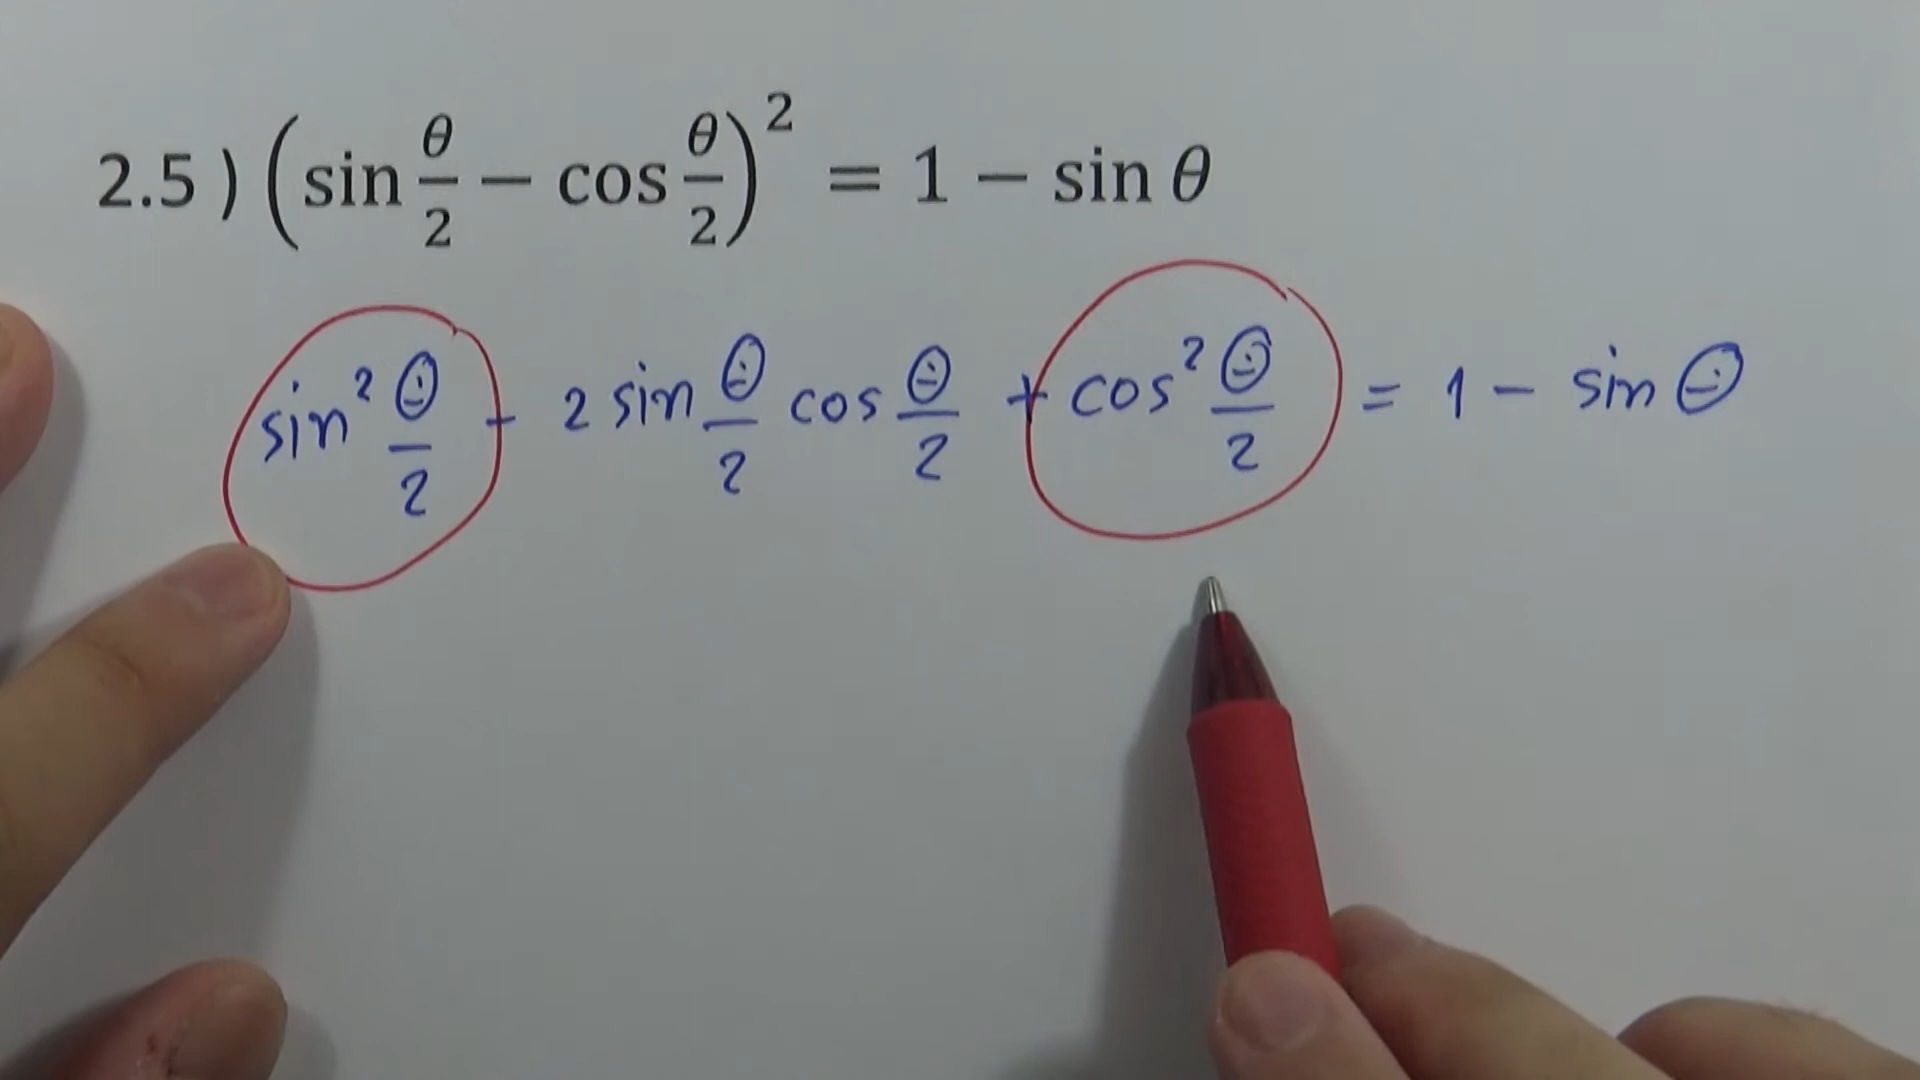 2.5 ) (sin θ/2 − cos θ/2)² = 1 − sin θ
sin² θ/2 - 2 sin θ/2 cos θ/2 + cos² θ/2 = 1 - sin θ